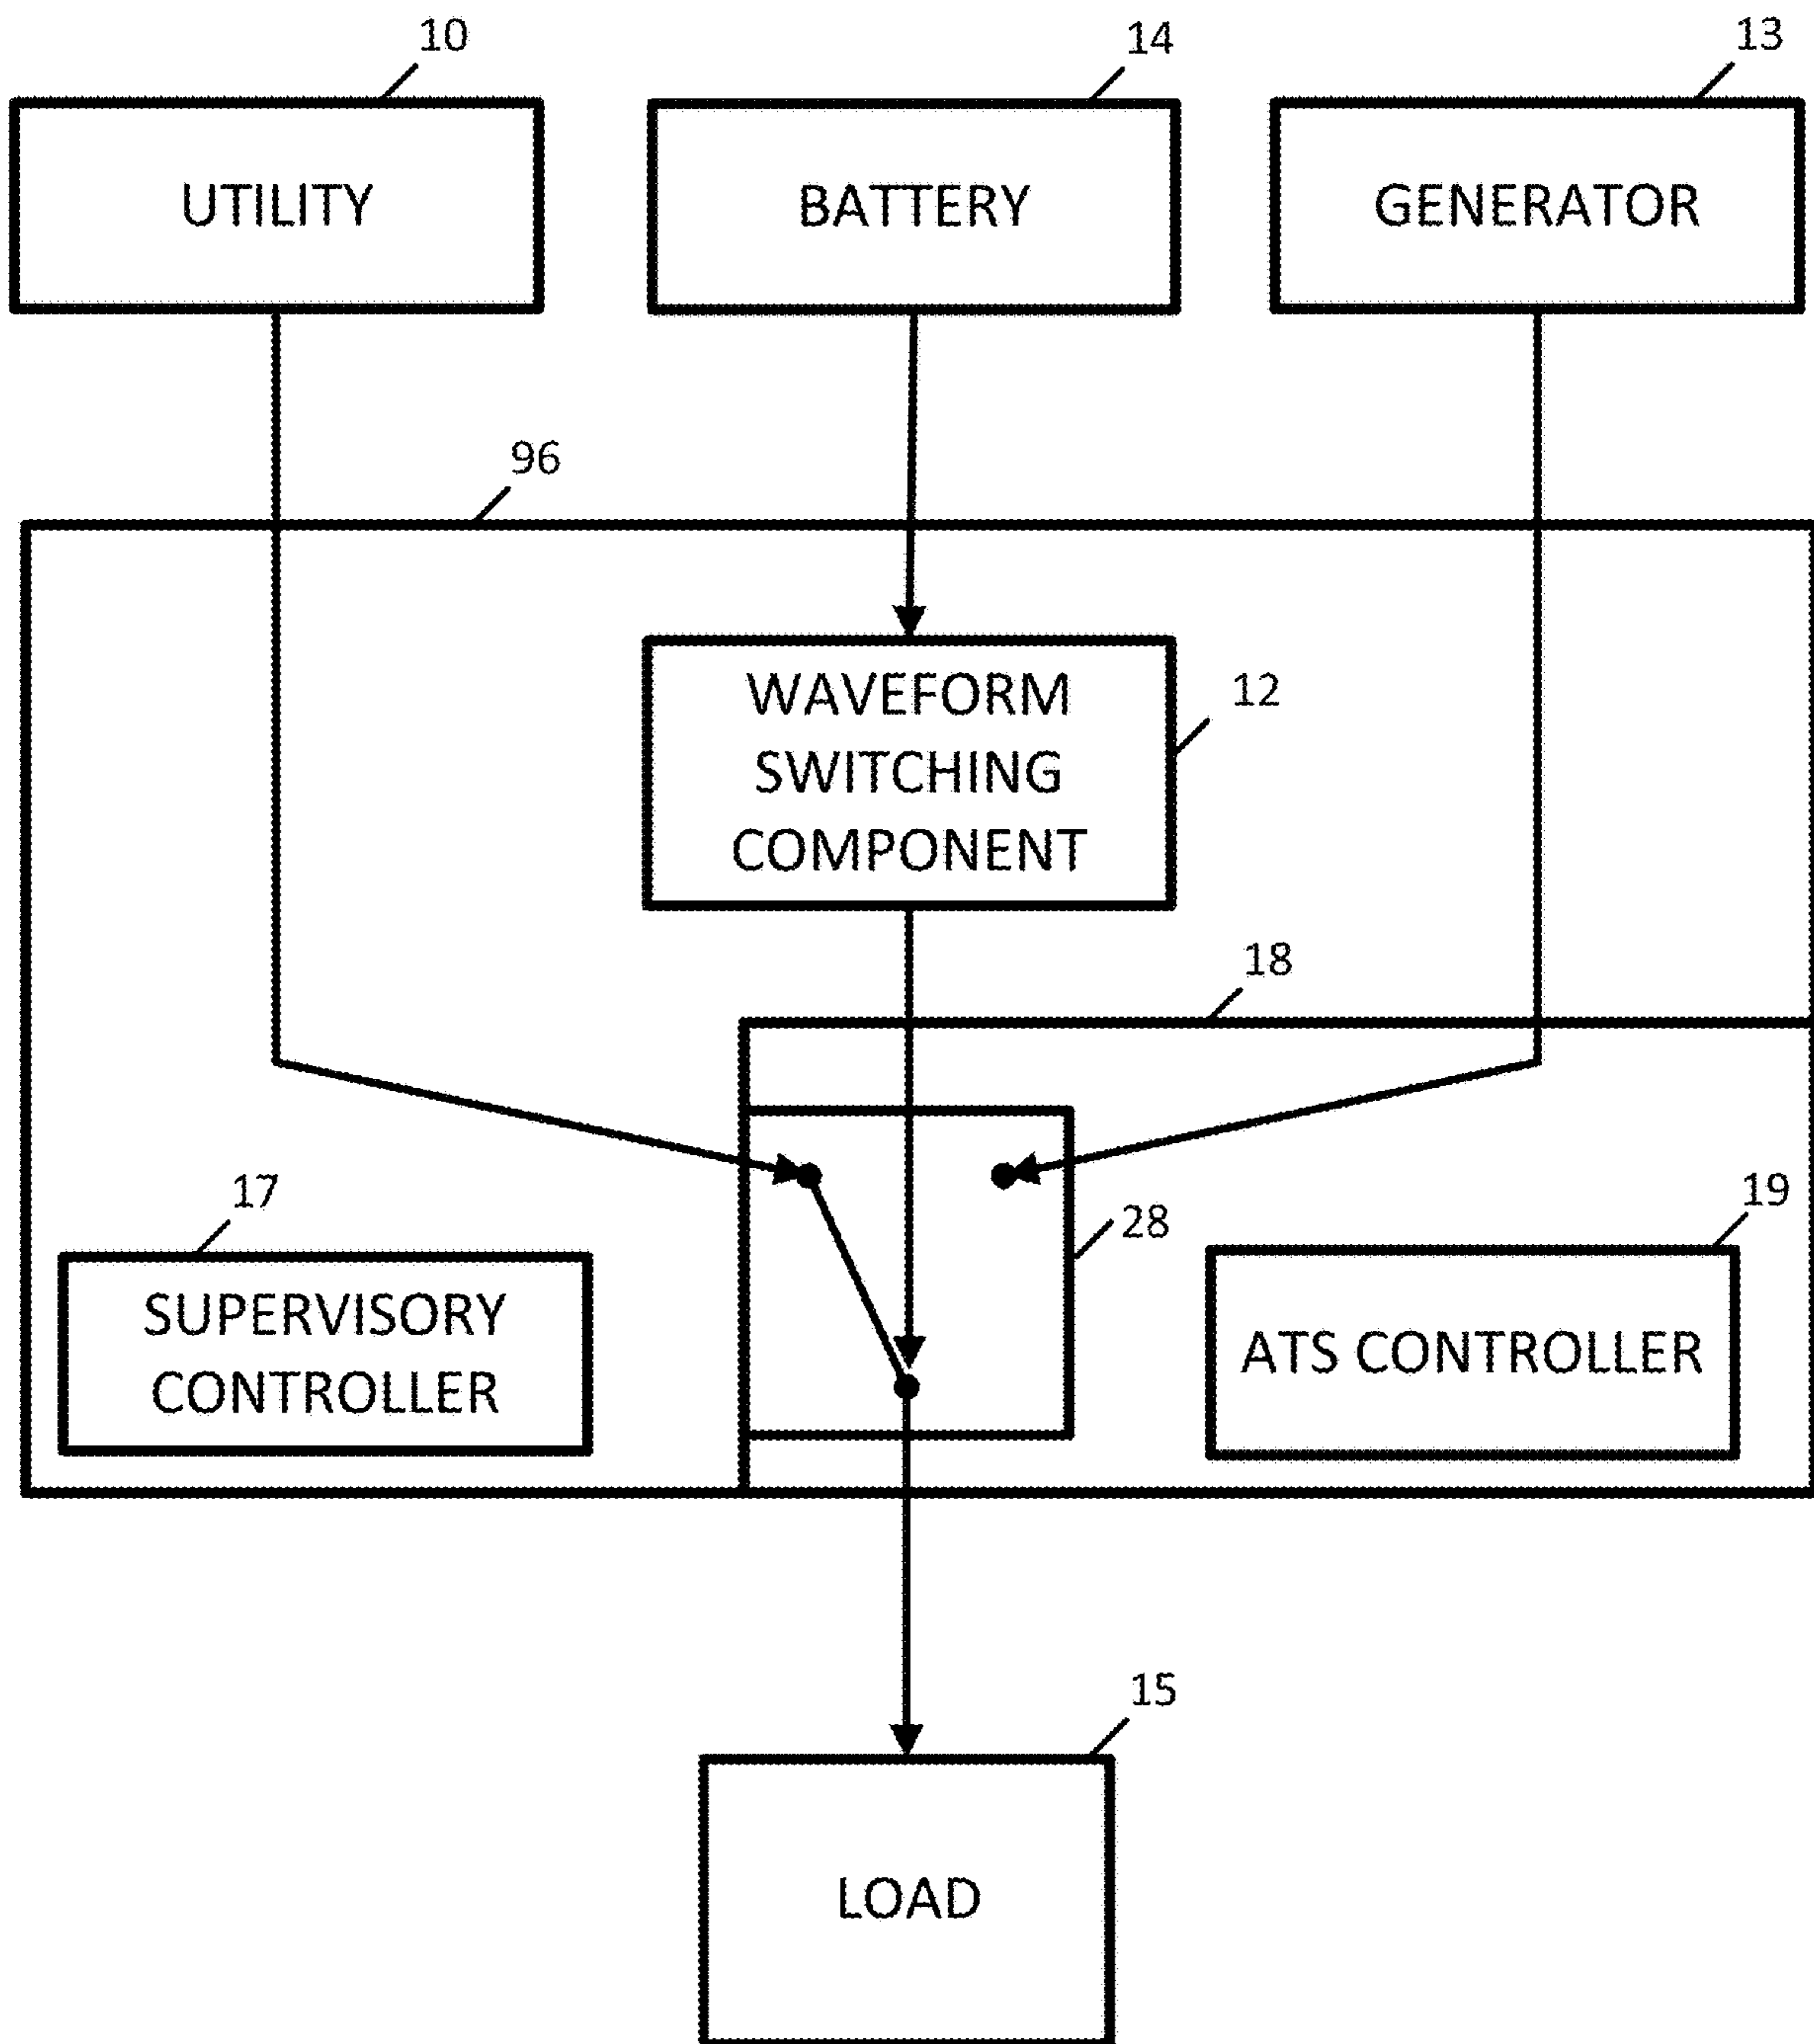 10
14
13
UTILITY
BATTERY
GENERATOR
96
WAVEFORM
SWITCHING
COMPONENT
12
18
17
28
19
SUPERVISORY
CONTROLLER
ATS CONTROLLER
15
LOAD